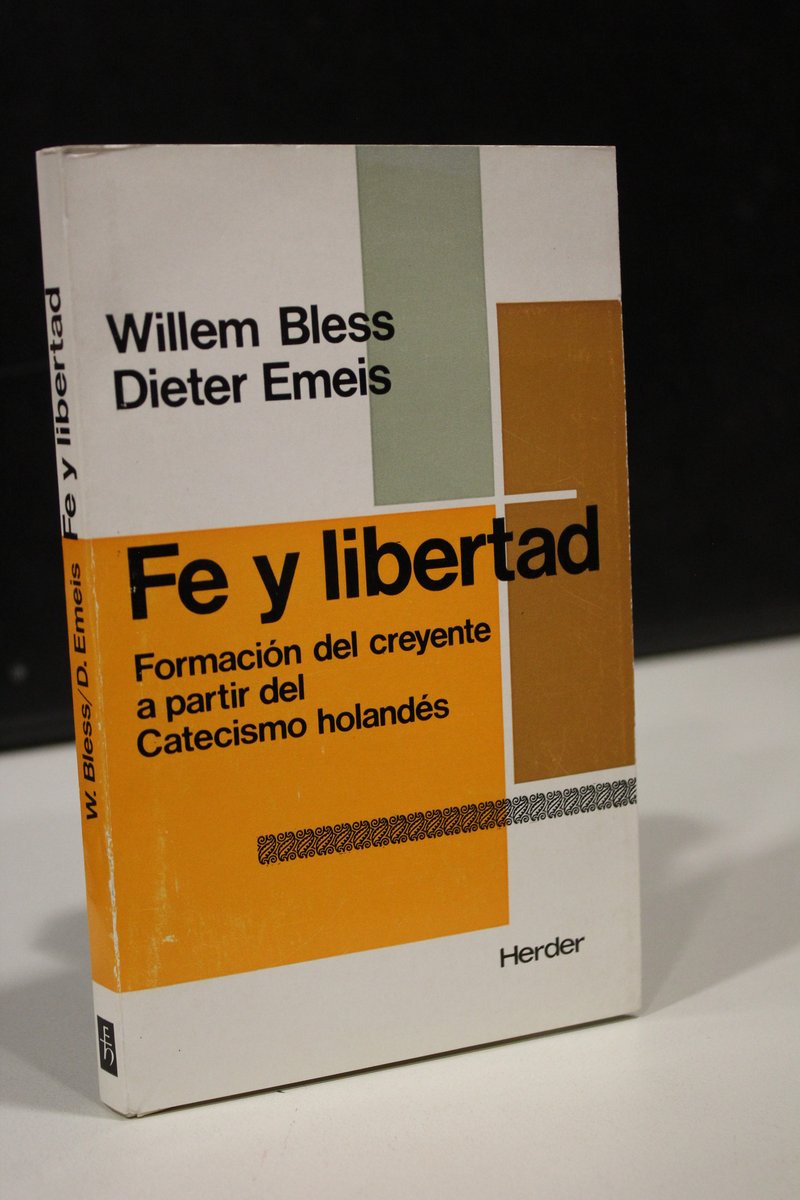 Willem Bless
Dieter Emeis
Fe y libertad
Formación del creyente
a partir del
Catecismo holandés
Herder
W. Bless/D. Emeis Fe y libertad